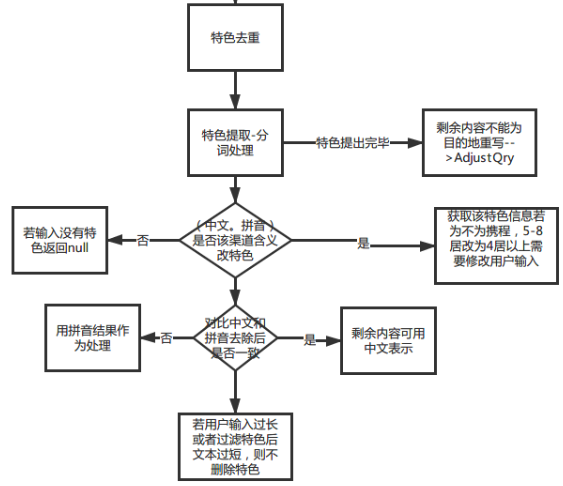 特色去重
特色提取-分
词处理
特色提出完毕
剩余内容不能为
目的地重写--
>AdjustQry
（中文。拼音）
是否该渠道含义
改特色
否
若输入没有特
色返回null
是
获取该特色信息若
为不为携程，5-8
居改为4居以上需
要修改用户输入
对比中文和
拼音去除后
是否一致
否
用拼音结果作
为处理
是
剩余内容可用
中文表示
若用户输入过长
或者过滤特色后
文本过短，则不
删除特色